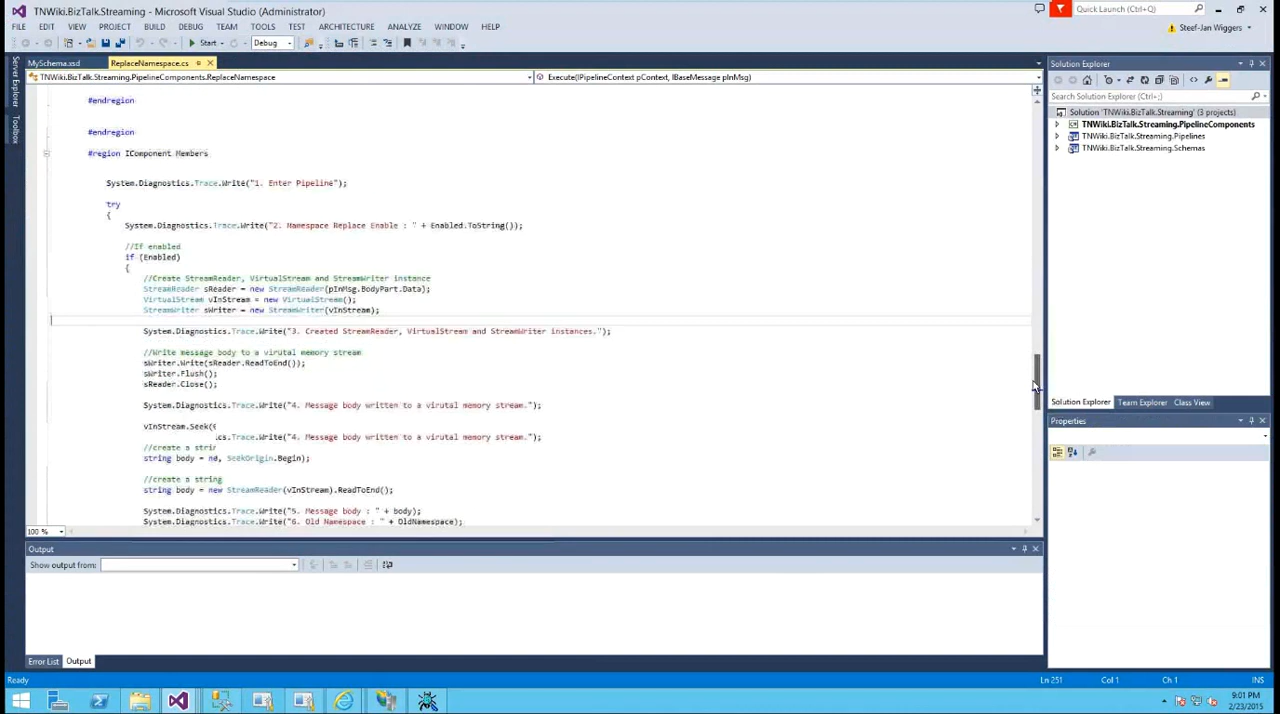 TNWiki.BizTalk.Streaming - Microsoft Visual Studio (Administrator)
Quick Launch (Ctrl+;)
FILE EDIT VIEW PROJECT BUILD DEBUG TEAM TOOLS TEST ARCHITECTURE ANALYZE WINDOW HELP
Steef-Jan Wiggers
Start Debug
MySchema.xsd ReplaceNamespace.cs
TNWiki.BizTalk.Streaming.PipelineComponents.ReplaceNamespace
Execute(IPipelineContext pContext, IBaseMessage pInMsg)
Server Explorer
Toolbox
#endregion
#endregion
#region IComponent Members
System.Diagnostics.Trace.Write("1. Enter Pipeline");
try
{
System.Diagnostics.Trace.Write("2. Namespace Replace Enable : " + Enabled.ToString());
//If enabled
if (Enabled)
{
//Create StreamReader, VirtualStream and StreamWriter instance
StreamReader sReader = new StreamReader(pInMsg.BodyPart.Data);
VirtualStream vInStream = new VirtualStream();
StreamWriter sWriter = new StreamWriter(vInStream);
System.Diagnostics.Trace.Write("3. Created StreamReader, VirtualStream and StreamWriter instances.");
//Write message body to a virutal memory stream
sWriter.Write(sReader.ReadToEnd());
sWriter.Flush();
sReader.Close();
System.Diagnostics.Trace.Write("4. Message body written to a virutal memory stream.");
vInStream.Seek(
cs.Trace.Write("4. Message body written to a virutal memory stream.");
//create a strin
string body = ne, SeekOrigin.Begin);
//create a string
string body = new StreamReader(vInStream).ReadToEnd();
System.Diagnostics.Trace.Write("5. Message body : " + body);
System.Diagnostics.Trace.Write("6. Old Namespace : " + OldNamespace);
100 %
Output
Show output from:
Error List Output
Solution Explorer
Search Solution Explorer (Ctrl+;)
Solution 'TNWiki.BizTalk.Streaming' (3 projects)
TNWiki.BizTalk.Streaming.PipelineComponents
TNWiki.BizTalk.Streaming.Pipelines
TNWiki.BizTalk.Streaming.Schemas
Solution Explorer Team Explorer Class View
Properties
Ready Ln 251 Col 1 Ch 1 INS
9:01 PM
2/23/2015